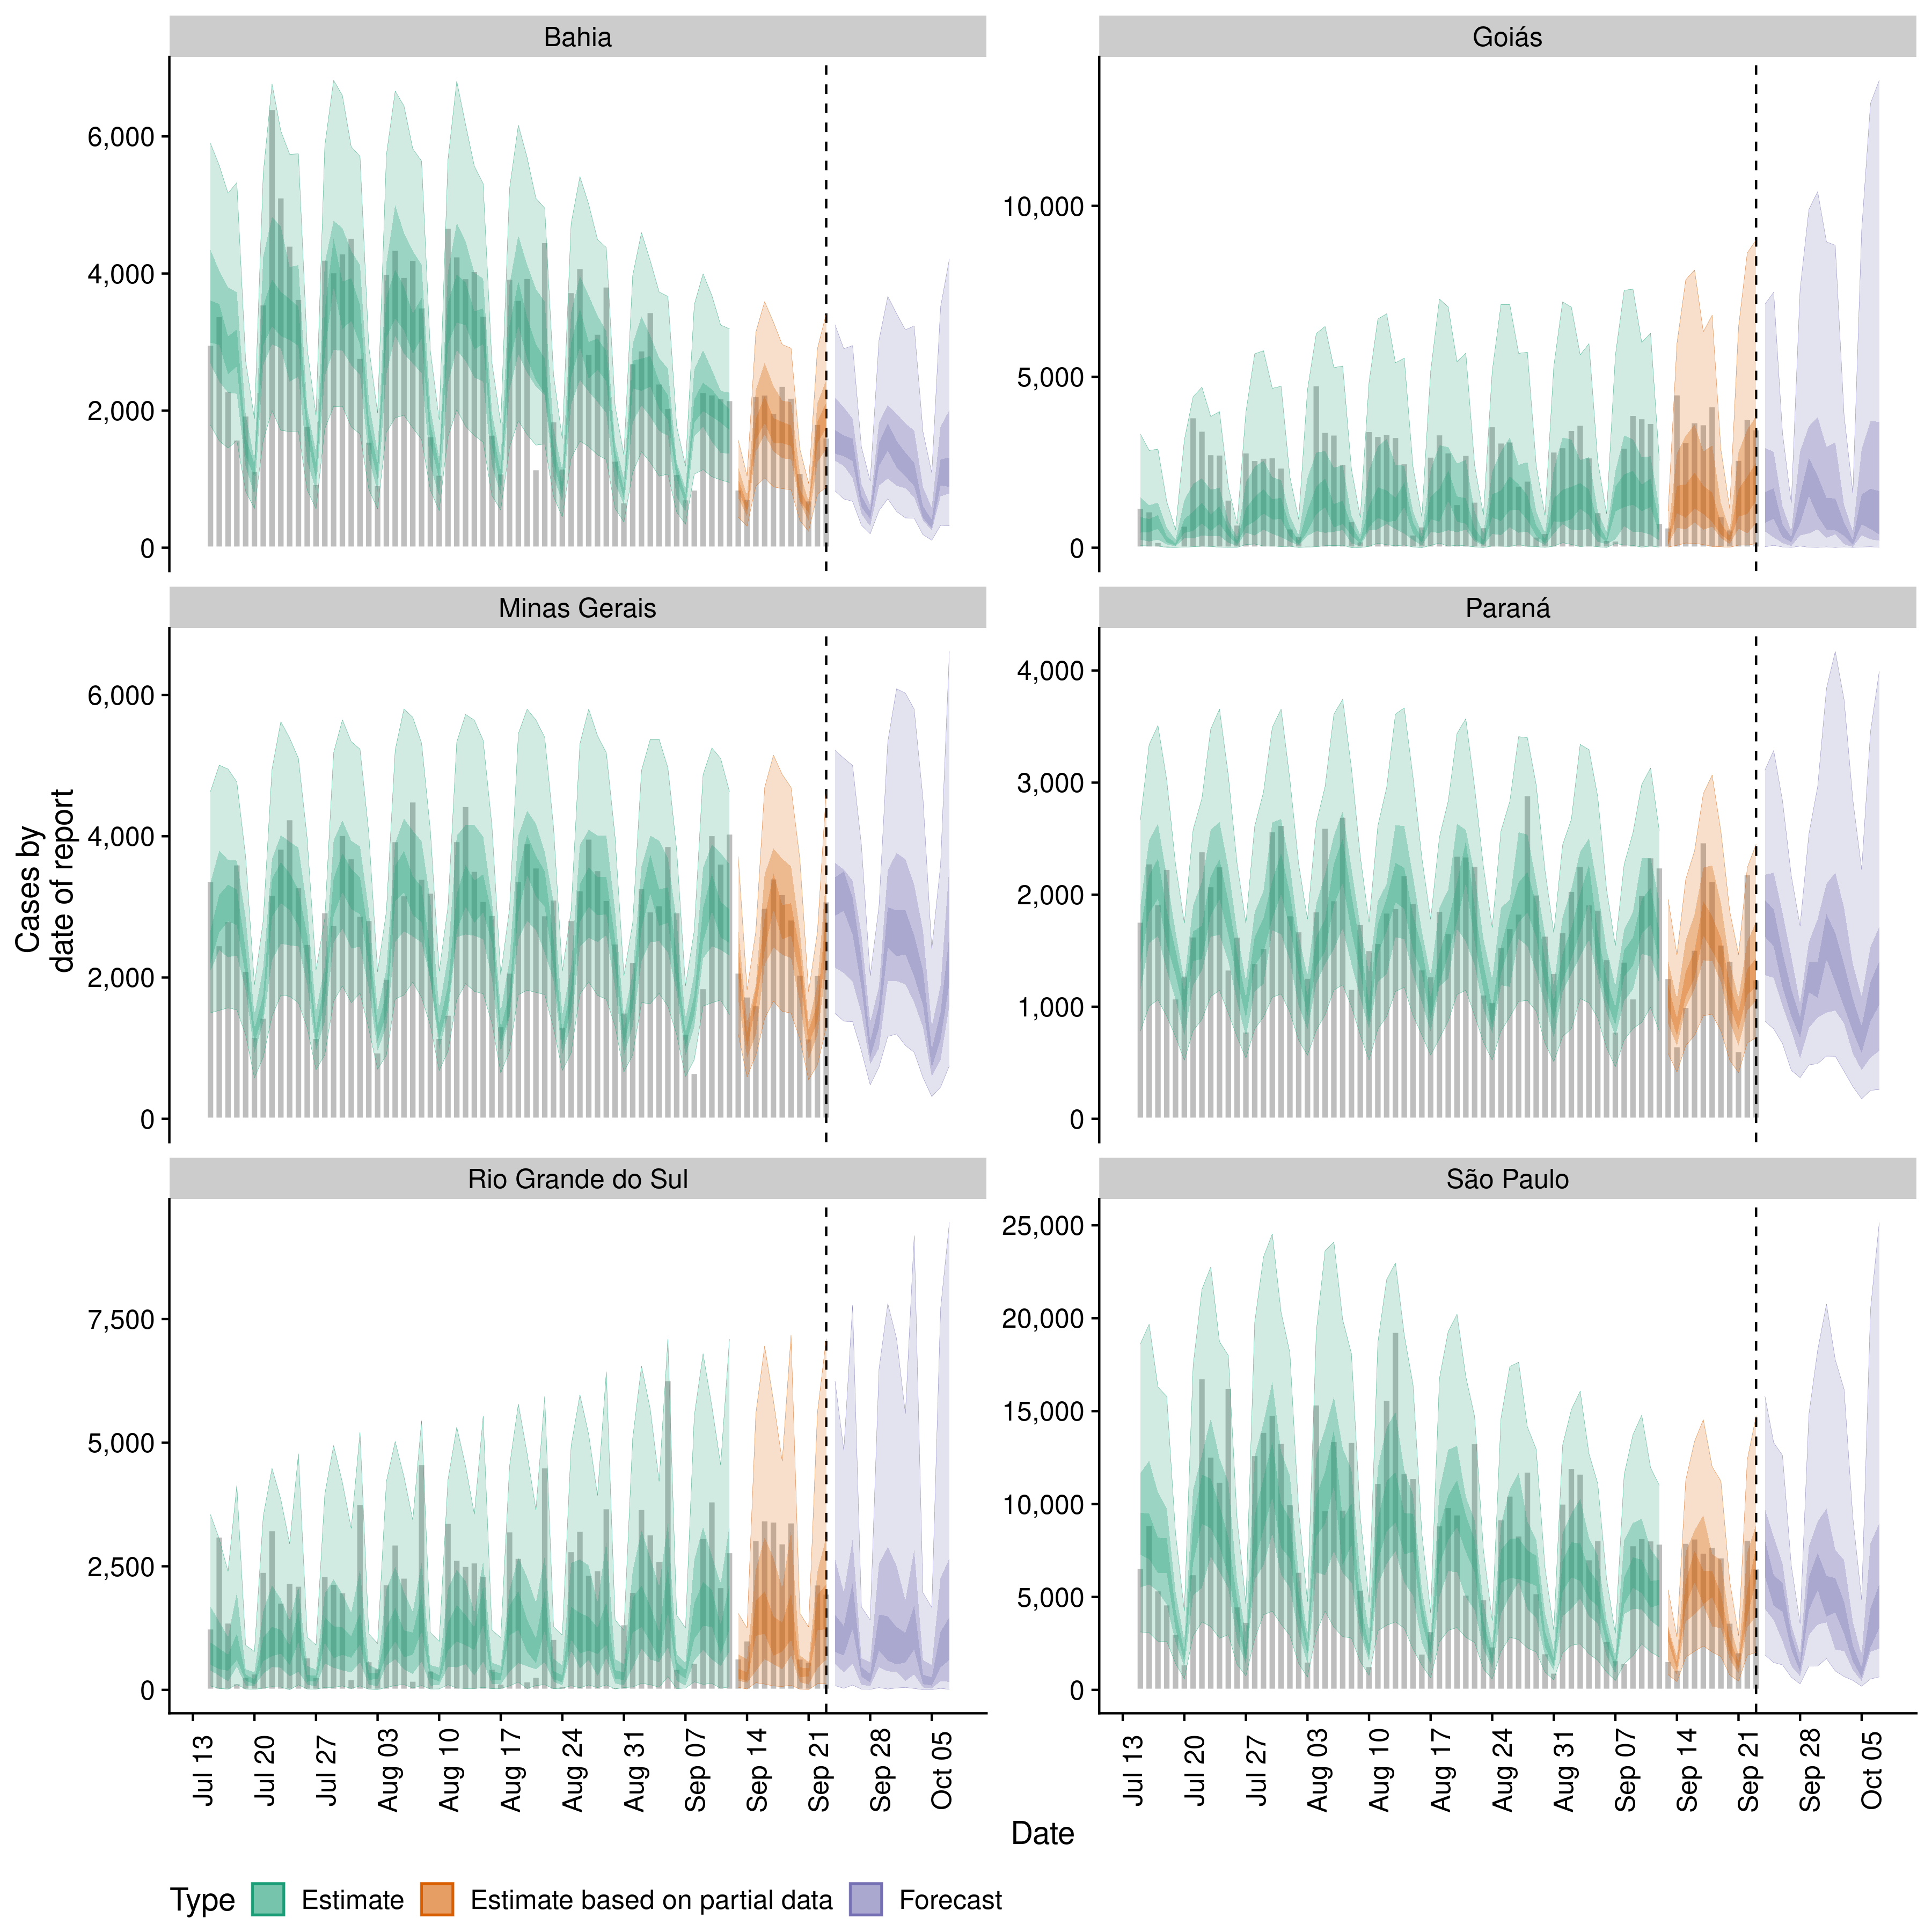 Bahia
Goiás
6,000
4,000
2,000
0
10,000
5,000
0
Minas Gerais
Paraná
6,000
4,000
2,000
0
4,000
3,000
2,000
1,000
0
Rio Grande do Sul
São Paulo
7,500
5,000
2,500
0
25,000
20,000
15,000
10,000
5,000
0
Cases by
date of report
Jul 13
Jul 20
Jul 27
Aug 03
Aug 10
Aug 17
Aug 24
Aug 31
Sep 07
Sep 14
Sep 21
Sep 28
Oct 05
Jul 13
Jul 20
Jul 27
Aug 03
Aug 10
Aug 17
Aug 24
Aug 31
Sep 07
Sep 14
Sep 21
Sep 28
Oct 05
Date
Type Estimate Estimate based on partial data Forecast